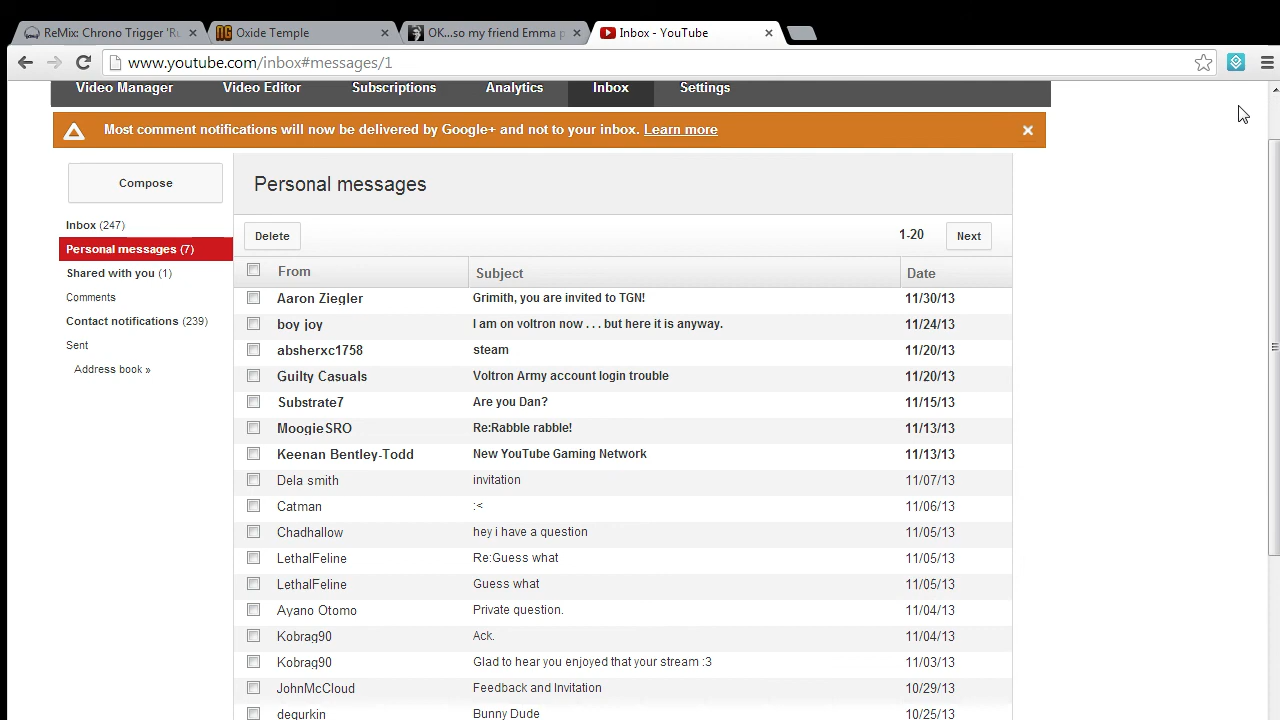 ReMix: Chrono Trigger 'Ru
Oxide Temple
OK...so my friend Emma p
Inbox - YouTube
www.youtube.com/inbox#messages/1
Video Manager Video Editor Subscriptions Analytics Inbox Settings
Most comment notifications will now be delivered by Google+ and not to your inbox. Learn more
Compose
Personal messages
Inbox (247)
Personal messages (7)
Shared with you (1)
Comments
Contact notifications (239)
Sent
Address book »
Delete 1-20 Next
From Subject Date
Aaron Ziegler Grimith, you are invited to TGN! 11/30/13
boy joy I am on voltron now . . . but here it is anyway. 11/24/13
absherxc1758 steam 11/20/13
Guilty Casuals Voltron Army account login trouble 11/20/13
Substrate7 Are you Dan? 11/15/13
MoogieSRO Re:Rabble rabble! 11/13/13
Keenan Bentley-Todd New YouTube Gaming Network 11/13/13
Dela smith invitation 11/07/13
Catman :< 11/06/13
Chadhallow hey i have a question 11/05/13
LethalFeline Re:Guess what 11/05/13
LethalFeline Guess what 11/05/13
Ayano Otomo Private question. 11/04/13
Kobrag90 Ack. 11/04/13
Kobrag90 Glad to hear you enjoyed that your stream :3 11/03/13
JohnMcCloud Feedback and Invitation 10/29/13
degurkin Bunny Dude 10/25/13